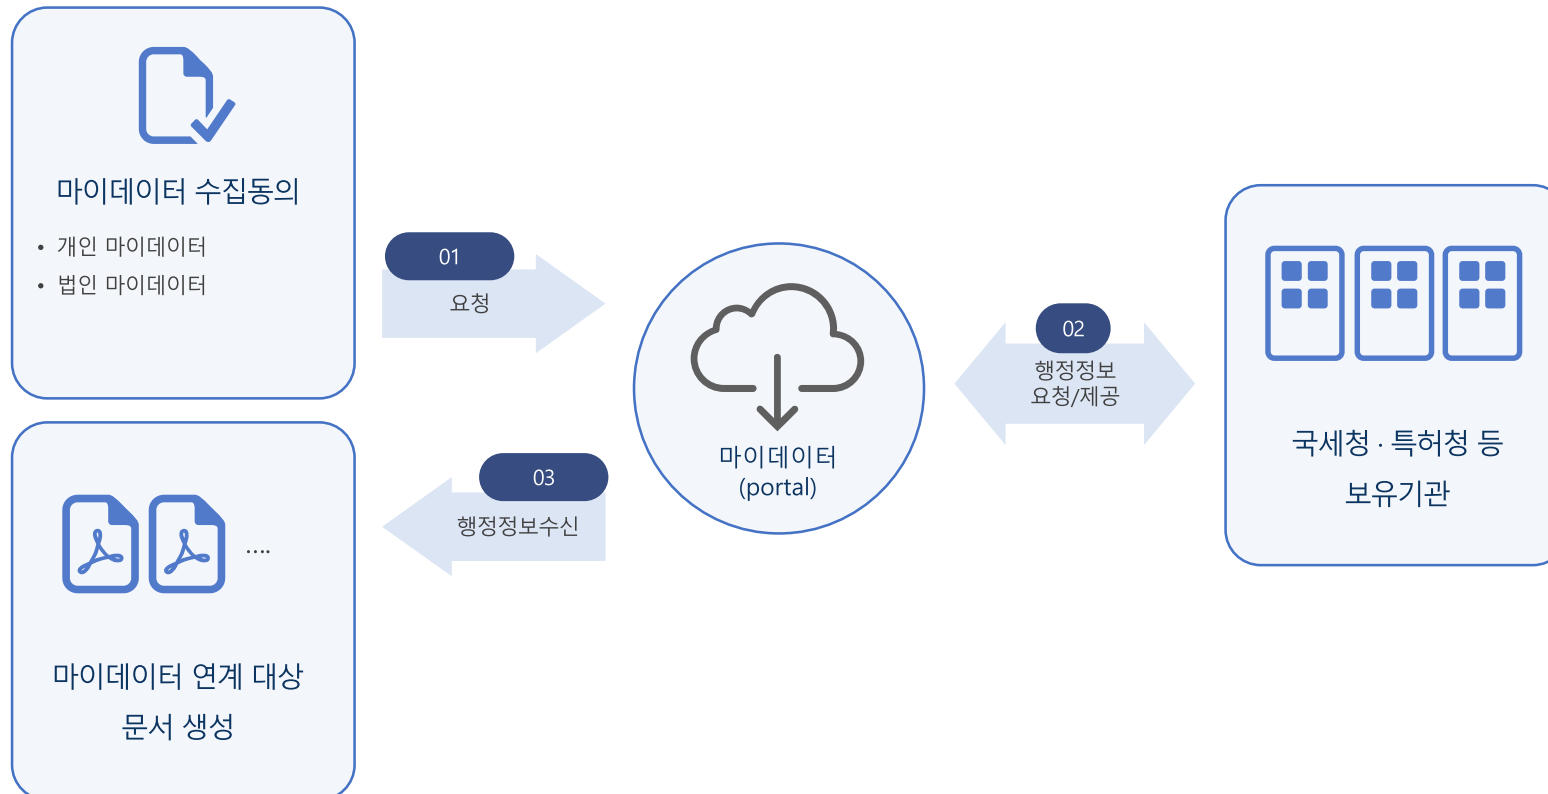 마이데이터 수집동의
• 개인 마이데이터
• 법인 마이데이터
01
요청
마이데이터
(portal)
02
행정정보
요청/제공
국세청 · 특허청 등
보유기관
03
행정정보수신
....
마이데이터 연계 대상
문서 생성